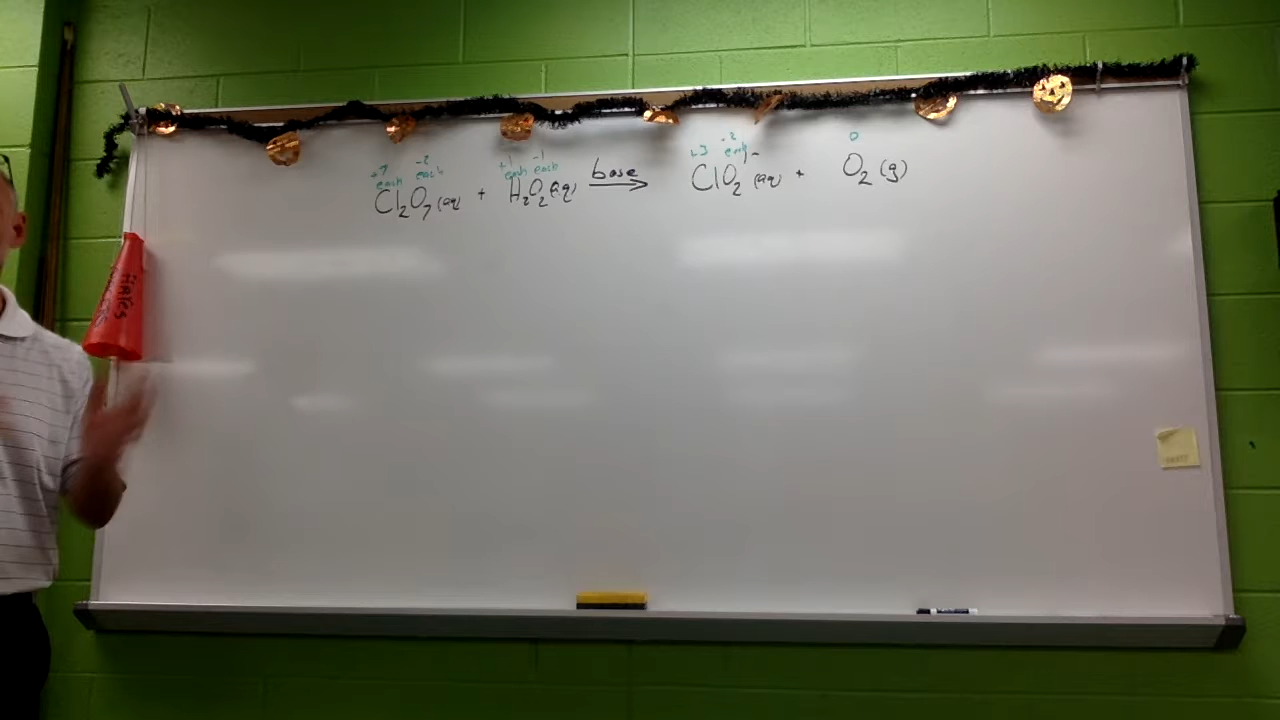 +7 each -2 each +1 each -1 each +3 -2 each 0
Cl₂O₇ (aq) + H₂O₂ (aq) base → ClO₂⁻ (aq) + O₂ (g)
HATES